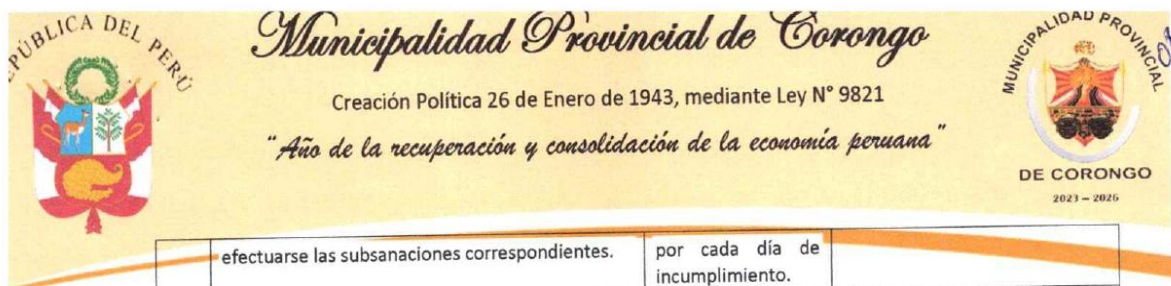 REPÚBLICA DEL PERÚ
Municipalidad Provincial de Corongo
Creación Política 26 de Enero de 1943, mediante Ley N° 9821
"Año de la recuperación y consolidación de la economía peruana"
MUNICIPALIDAD PROVINCIAL
DE CORONGO
2023 – 2026
efectuarse las subsanaciones correspondientes.
por cada día de
incumplimiento.